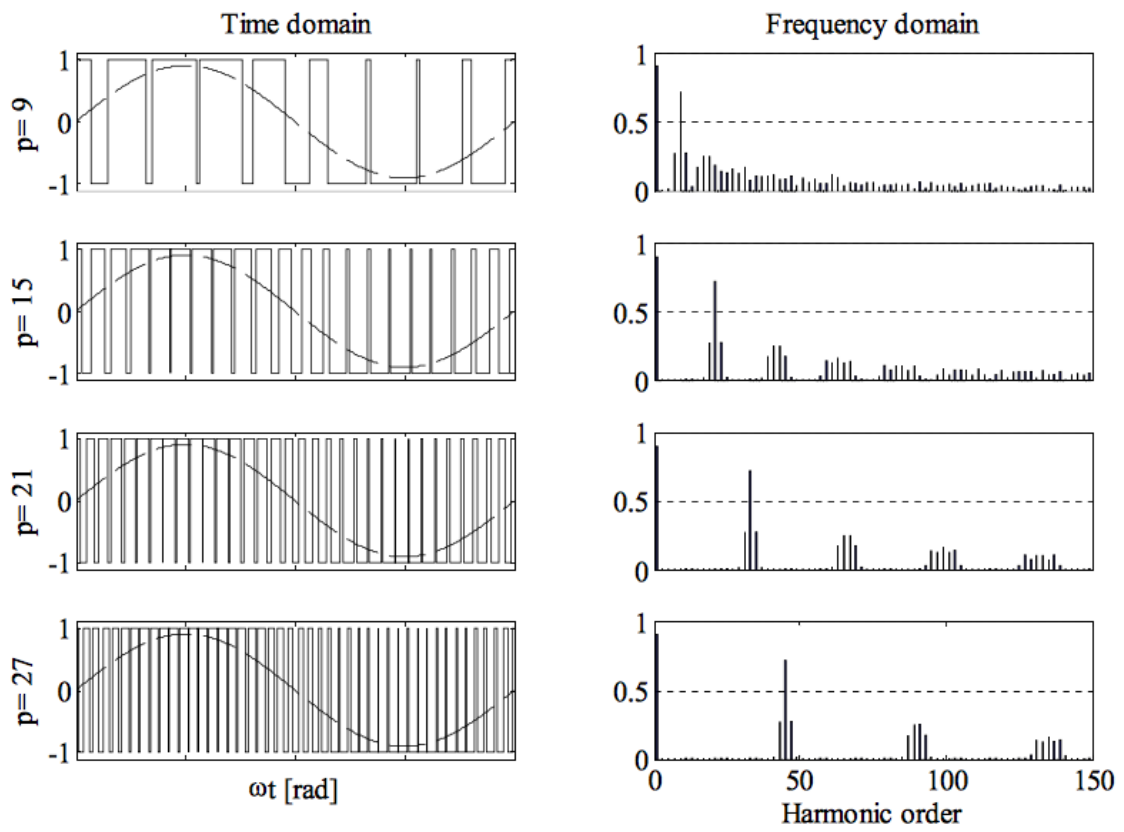 Time domain
Frequency domain
p= 9
1
0
-1
1
0.5
0
p= 15
1
0
-1
1
0.5
0
p= 21
1
0
-1
1
0.5
0
p= 27
1
0
-1
1
0.5
0
0 50 100 150
ωt [rad]
Harmonic order